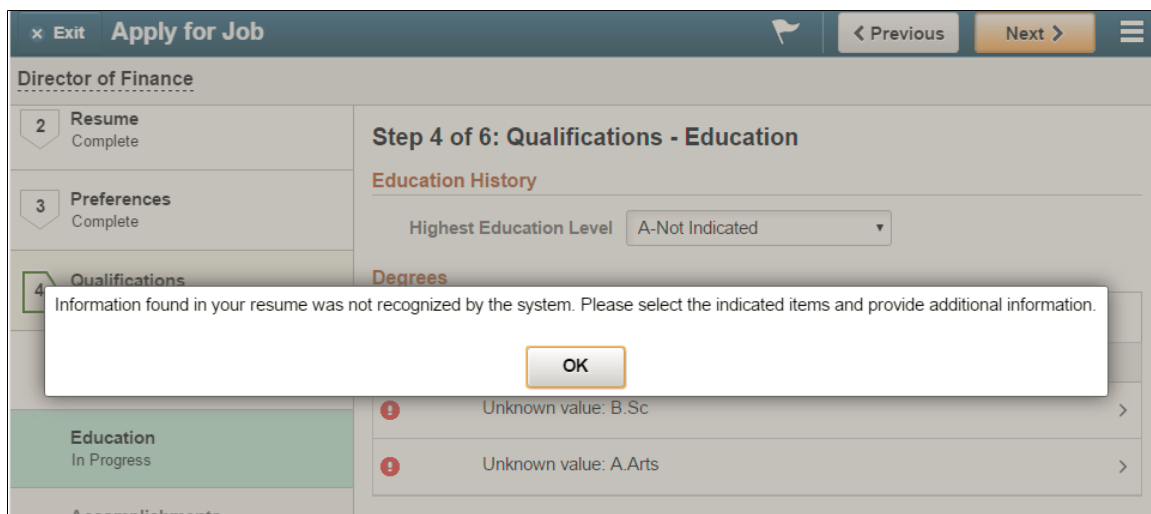 × Exit Apply for Job
Previous
Next
Director of Finance
2 Resume
Complete
3 Preferences
Complete
4 Qualifications
Education
In Progress
Step 4 of 6: Qualifications - Education
Education History
Highest Education Level A-Not Indicated
Degrees
Information found in your resume was not recognized by the system. Please select the indicated items and provide additional information.
OK
Unknown value: B.Sc
Unknown value: A.Arts